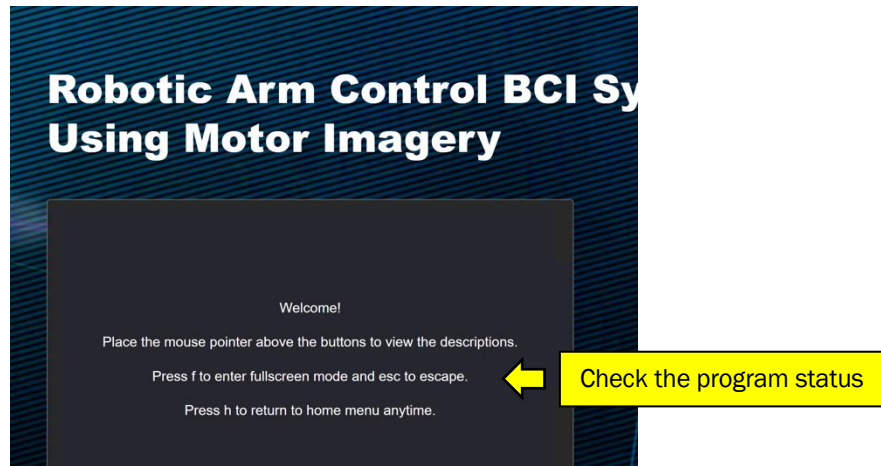 Robotic Arm Control BCI Sy
Using Motor Imagery
Welcome!
Place the mouse pointer above the buttons to view the descriptions.
Press f to enter fullscreen mode and esc to escape.
Check the program status
Press h to return to home menu anytime.